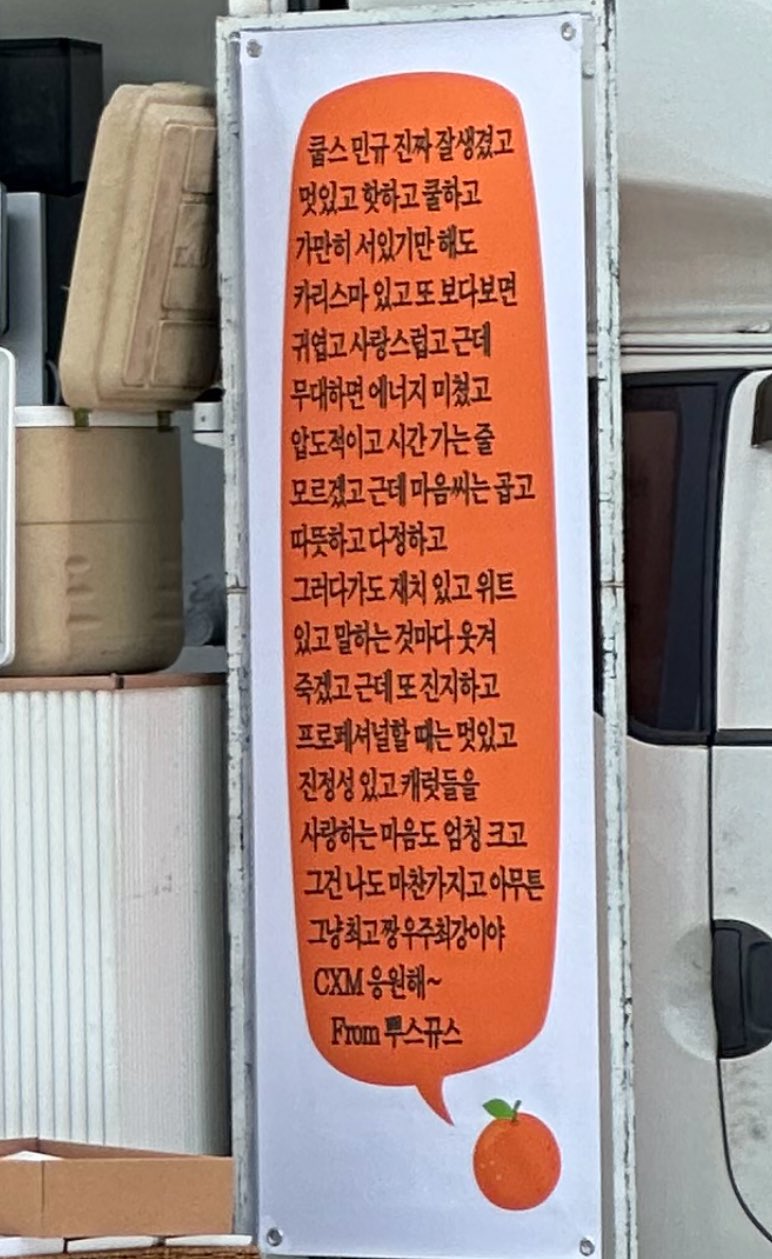 쿱스 민규 진짜 잘생겼고
멋있고 핫하고 쿨하고
가만히 서있기만 해도
카리스마 있고 또 보다보면
귀엽고 사랑스럽고 근데
무대하면 에너지 미쳤고
압도적이고 시간 가는 줄
모르겠고 근데 마음씨는 곱고
따뜻하고 다정하고
그러다가도 재치 있고 위트
있고 말하는 것마다 웃겨
죽겠고 근데 또 진지하고
프로페셔널할 때는 멋있고
진정성 있고 캐럿들을
사랑하는 마음도 엄청 크고
그건 나도 마찬가지고 아무튼
그냥 최고 짱 우주최강이야
CXM 응원해~
From 뿌스뀨스